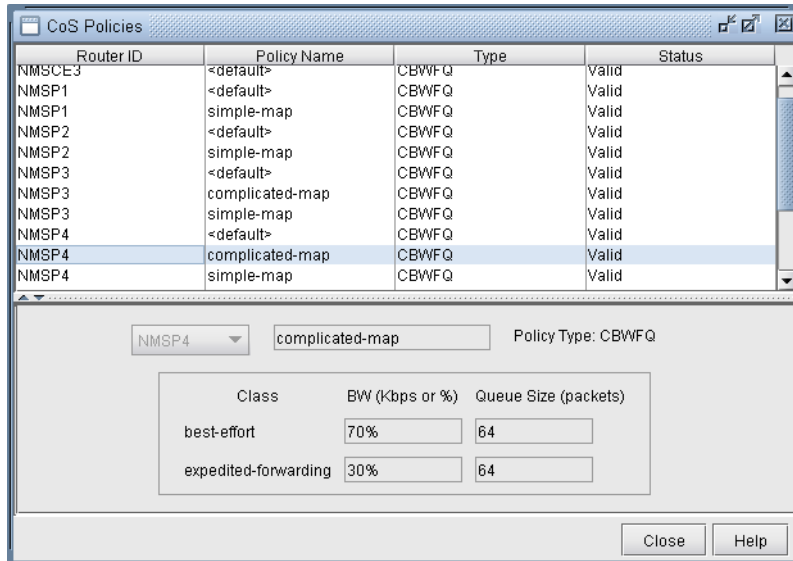 CoS Policies
Router ID Policy Name Type Status
NMSCE3 <default> CBWFQ Valid
NMSP1 <default> CBWFQ Valid
NMSP1 simple-map CBWFQ Valid
NMSP2 <default> CBWFQ Valid
NMSP2 simple-map CBWFQ Valid
NMSP3 <default> CBWFQ Valid
NMSP3 complicated-map CBWFQ Valid
NMSP3 simple-map CBWFQ Valid
NMSP4 <default> CBWFQ Valid
NMSP4 complicated-map CBWFQ Valid
NMSP4 simple-map CBWFQ Valid
NMSP4 complicated-map Policy Type: CBWFQ
Class BW (Kbps or %) Queue Size (packets)
best-effort 70% 64
expedited-forwarding 30% 64
Close Help